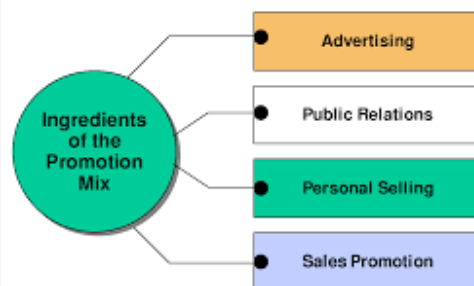 Ingredients
of the
Promotion
Mix
Advertising
Public Relations
Personal Selling
Sales Promotion